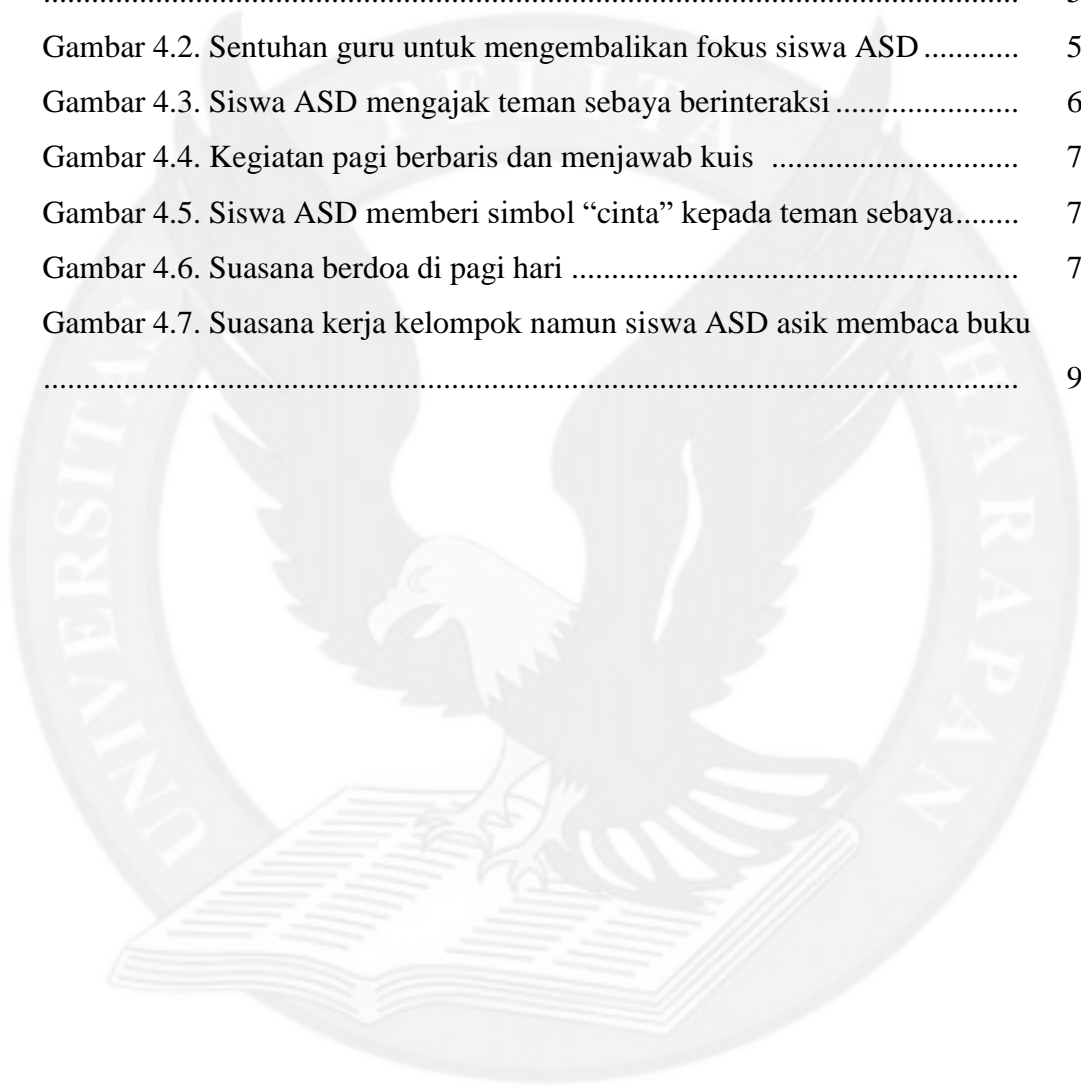 Gambar 4.2. Sentuhan guru untuk mengembalikan fokus siswa ASD ............ 5
Gambar 4.3. Siswa ASD mengajak teman sebaya berinteraksi ...................... 6
Gambar 4.4. Kegiatan pagi berbaris dan menjawab kuis ............................ 7
Gambar 4.5. Siswa ASD memberi simbol “cinta” kepada teman sebaya........ 7
Gambar 4.6. Suasana berdoa di pagi hari ................................................. 7
Gambar 4.7. Suasana kerja kelompok namun siswa ASD asik membaca buku
......................................................................................................... 9
UNIVERSITAS PELITA HARAPAN